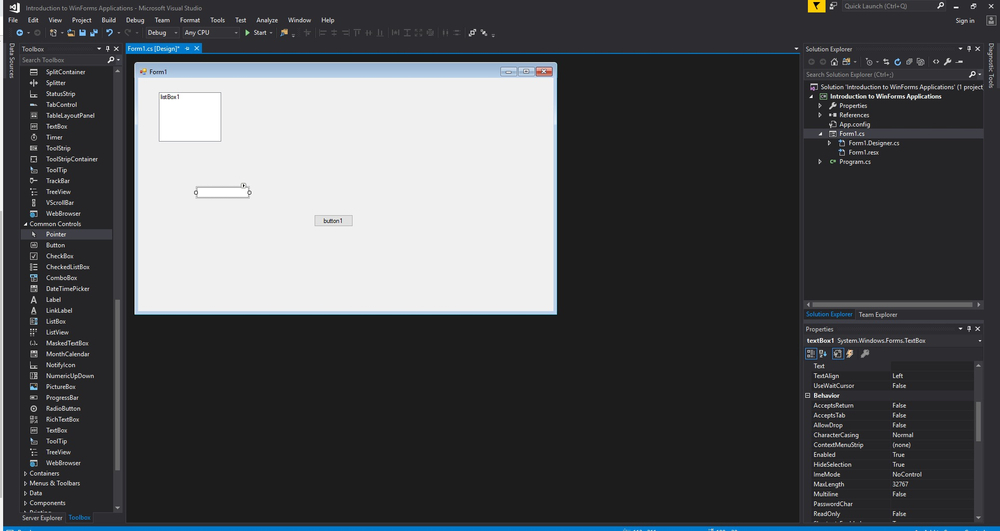 Introduction to WinForms Applications - Microsoft Visual Studio
Quick Launch (Ctrl+Q)
File Edit View Project Build Debug Team Format Tools Test Analyze Window Help
Sign in
Debug Any CPU Start
Data Sources
Toolbox
Search Toolbox
SplitContainer
Splitter
StatusStrip
TabControl
TableLayoutPanel
TextBox
Timer
ToolStrip
ToolStripContainer
ToolTip
TrackBar
TreeView
VScrollBar
WebBrowser
Common Controls
Pointer
Button
CheckBox
CheckedListBox
ComboBox
DateTimePicker
Label
LinkLabel
ListBox
ListView
MaskedTextBox
MonthCalendar
NotifyIcon
NumericUpDown
PictureBox
ProgressBar
RadioButton
RichTextBox
TextBox
ToolTip
TreeView
WebBrowser
Containers
Menus & Toolbars
Data
Components
Server Explorer Toolbox
Form1.cs [Design]*
Form1
listBox1
button1
Solution Explorer
Search Solution Explorer (Ctrl+;)
Solution 'Introduction to WinForms Applications' (1 project
Introduction to WinForms Applications
Properties
References
App.config
Form1.cs
Form1.Designer.cs
Form1.resx
Program.cs
Solution Explorer Team Explorer
Properties
textBox1 System.Windows.Forms.TextBox
Text
TextAlign Left
UseWaitCursor False
Behavior
AcceptsReturn False
AcceptsTab False
AllowDrop False
CharacterCasing Normal
ContextMenuStrip (none)
Enabled True
HideSelection True
ImeMode NoControl
MaxLength 32767
Multiline False
PasswordChar
ReadOnly False
Diagnostic Tools